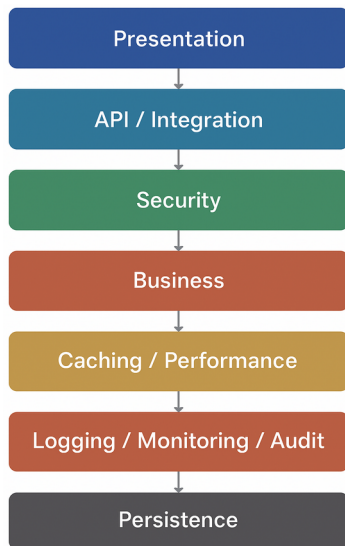 Presentation
API / Integration
Security
Business
Caching / Performance
Logging / Monitoring / Audit
Persistence